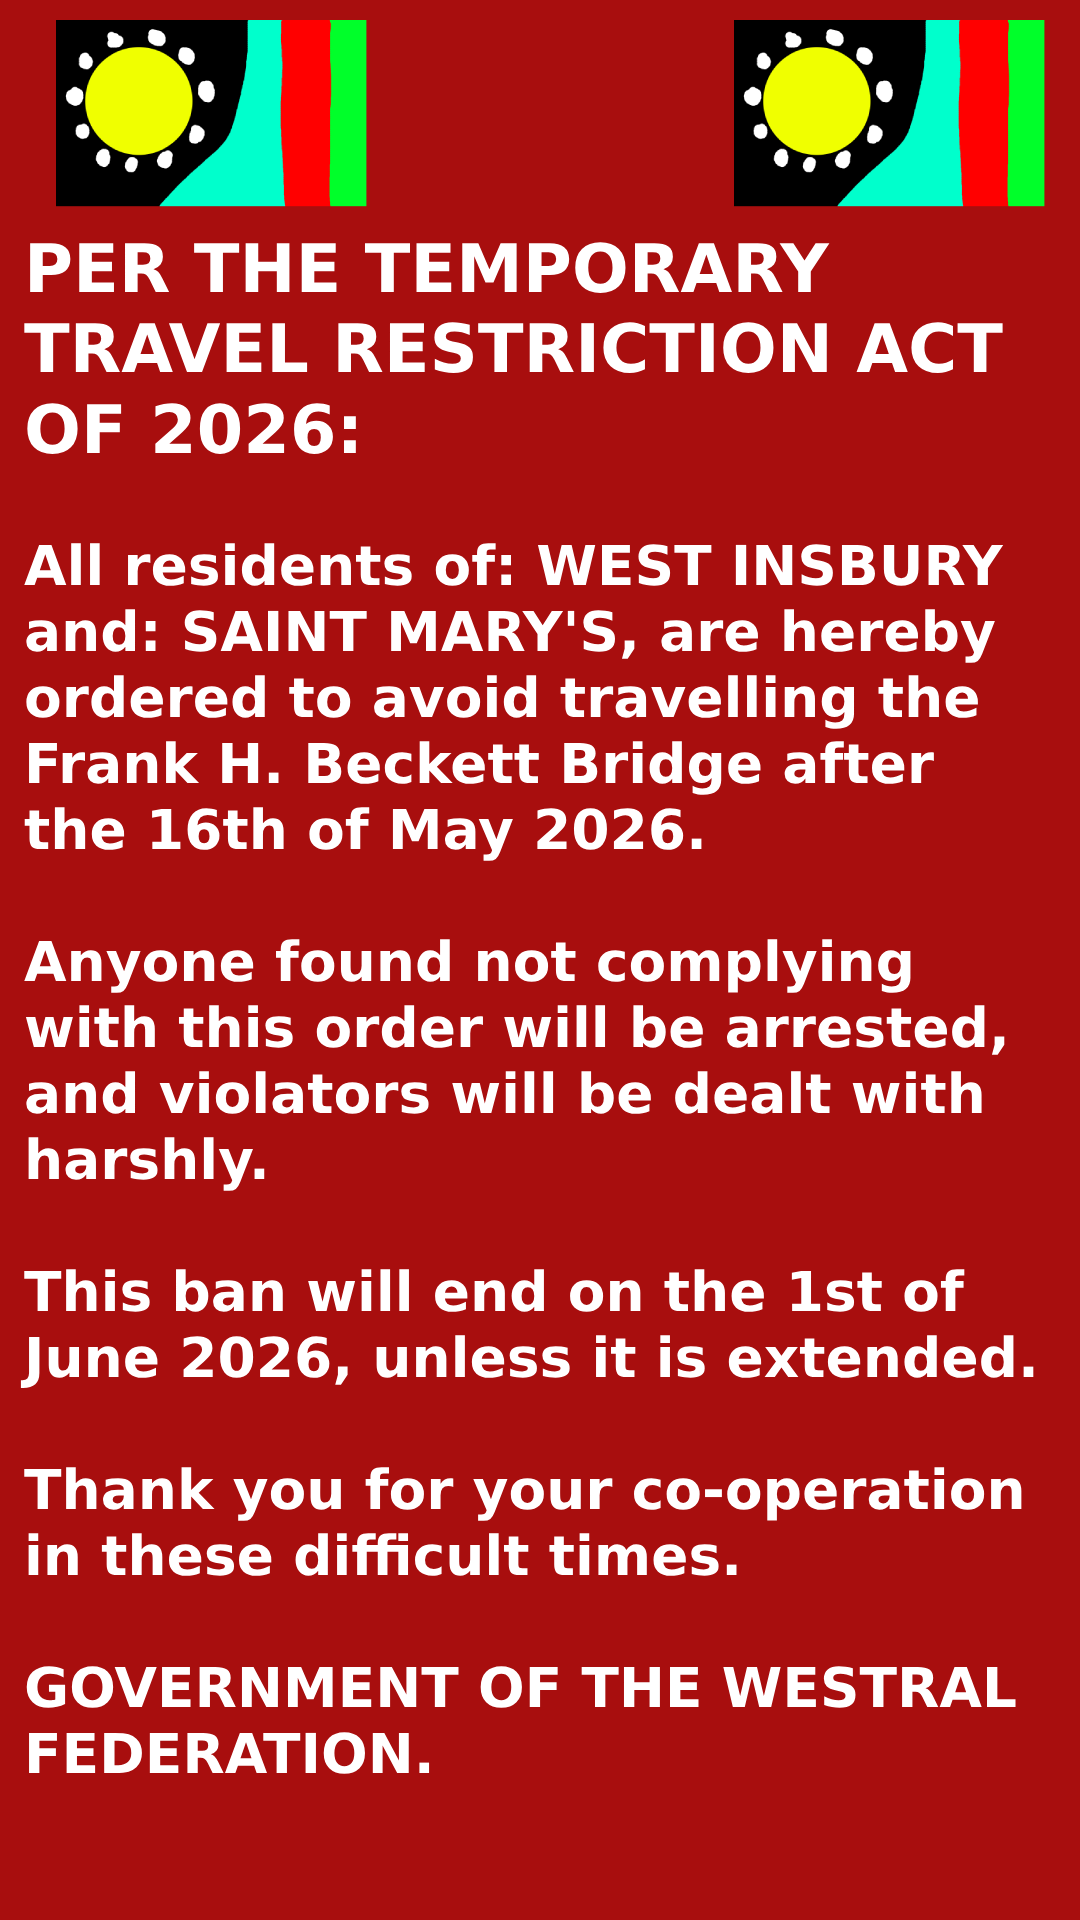 PER THE TEMPORARY
TRAVEL RESTRICTION ACT
OF 2026:
All residents of: WEST INSBURY
and: SAINT MARY'S, are hereby
ordered to avoid travelling the
Frank H. Beckett Bridge after
the 16th of May 2026.
Anyone found not complying
with this order will be arrested,
and violators will be dealt with
harshly.
This ban will end on the 1st of
June 2026, unless it is extended.
Thank you for your co-operation
in these difficult times.
GOVERNMENT OF THE WESTRAL
FEDERATION.